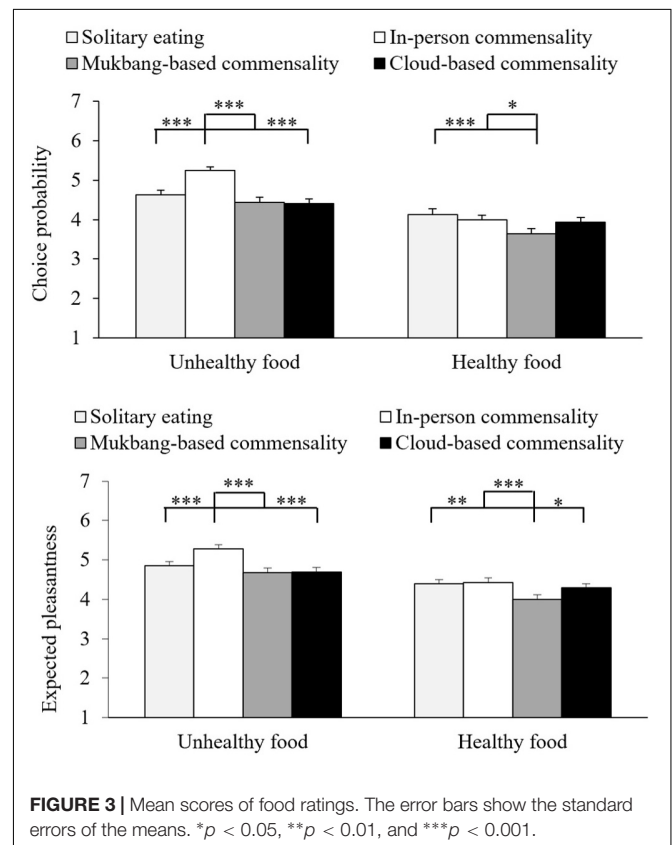 Solitary eating In-person commensality
Mukbang-based commensality Cloud-based commensality
7
6
5
4
3
2
1
Choice probability
*** *** ***
*** *
Unhealthy food Healthy food
Solitary eating In-person commensality
Mukbang-based commensality Cloud-based commensality
7
6
5
4
3
2
1
Expected pleasantness
*** *** ***
** *** *
Unhealthy food Healthy food
FIGURE 3 | Mean scores of food ratings. The error bars show the standard
errors of the means. *p < 0.05, **p < 0.01, and ***p < 0.001.